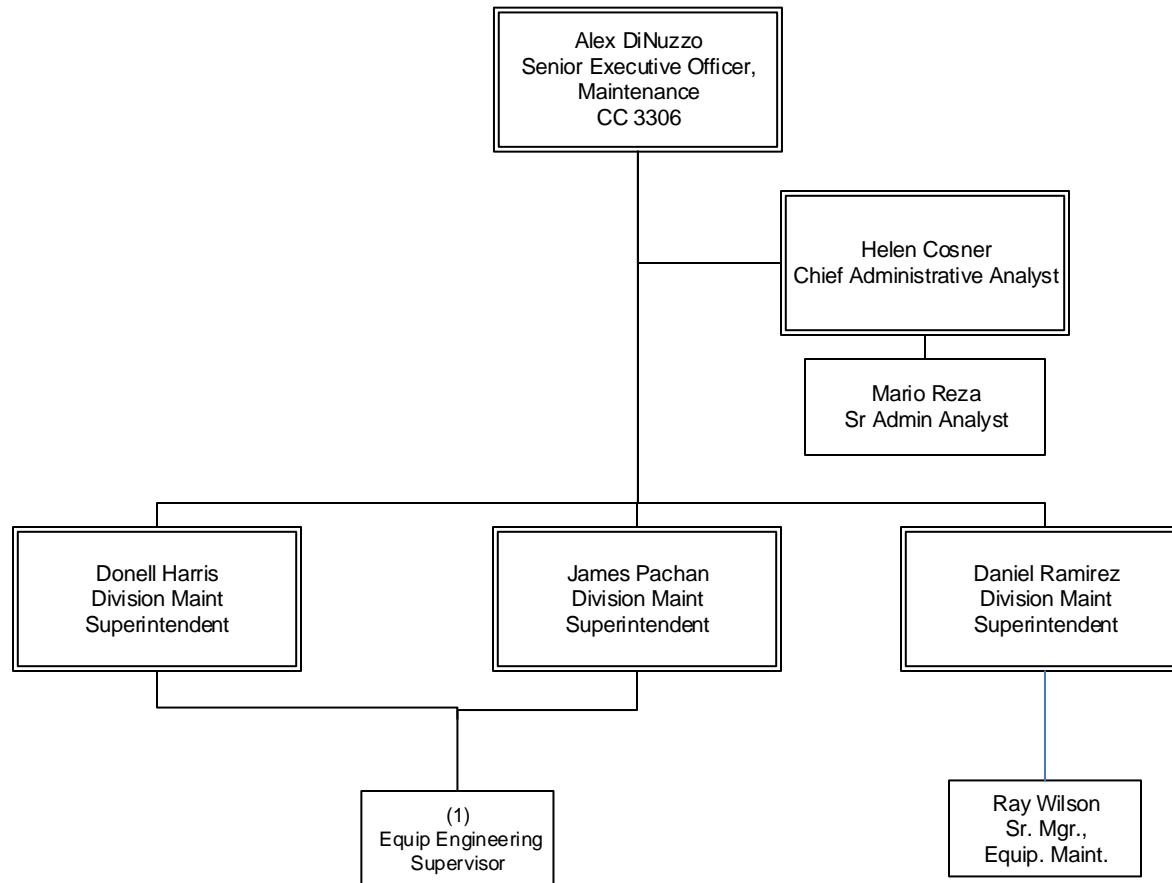 Alex DiNuzzo
Senior Executive Officer,
Maintenance
CC 3306
Helen Cosner
Chief Administrative Analyst
Mario Reza
Sr Admin Analyst
Donell Harris
Division Maint
Superintendent
James Pachan
Division Maint
Superintendent
Daniel Ramirez
Division Maint
Superintendent
(1)
Equip Engineering
Supervisor
Ray Wilson
Sr. Mgr.,
Equip. Maint.